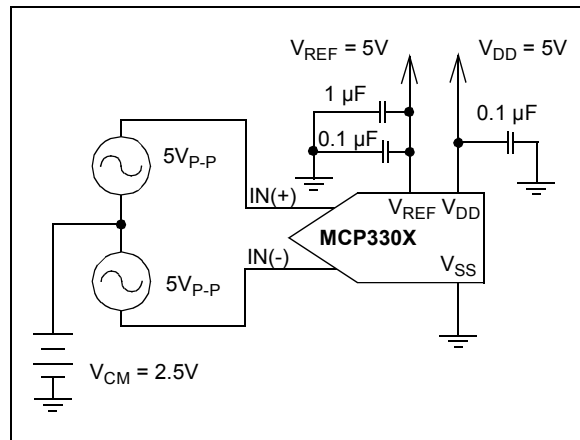 V_REF = 5V V_DD = 5V
1 µF
0.1 µF 0.1 µF
5V_P-P
IN(+)
V_REF V_DD
MCP330X
IN(-)
V_SS
5V_P-P
V_CM = 2.5V